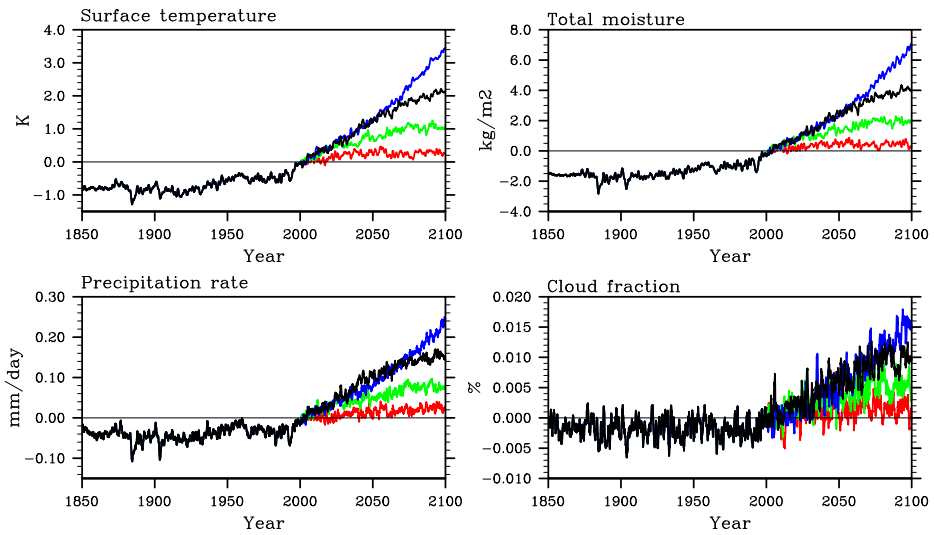 Surface temperature
4.0
3.0
2.0
1.0
0.0
−1.0
K
1850 1900 1950 2000 2050 2100
Year
Total moisture
8.0
6.0
4.0
2.0
0.0
−2.0
−4.0
kg/m2
1850 1900 1950 2000 2050 2100
Year
Precipitation rate
0.30
0.20
0.10
0.00
−0.10
mm/day
1850 1900 1950 2000 2050 2100
Year
Cloud fraction
0.020
0.015
0.010
0.005
0.000
−0.005
−0.010
%
1850 1900 1950 2000 2050 2100
Year